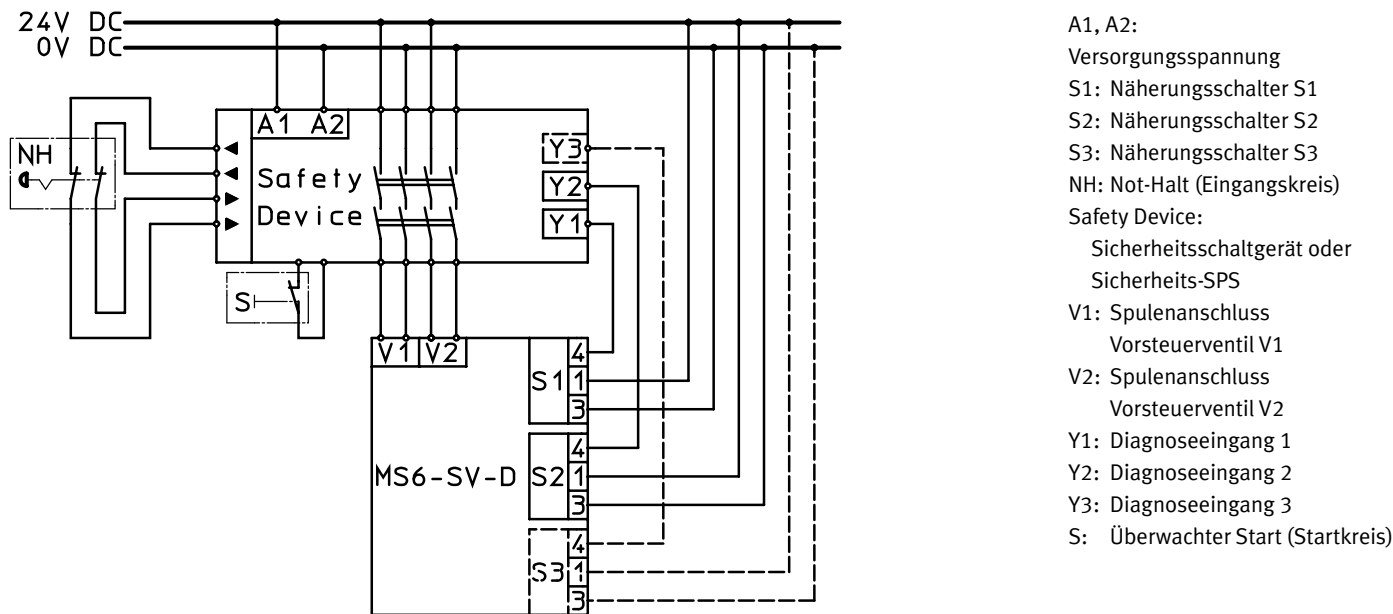 24V DC
0V DC
A1 A2
NH
Safety
Device
Y3
Y2
Y1
S
V1 V2
S1
4
1
3
MS6-SV-D
S2
4
1
3
S3
4
1
3
A1, A2:
Versorgungsspannung
S1: Näherungsschalter S1
S2: Näherungsschalter S2
S3: Näherungsschalter S3
NH: Not-Halt (Eingangskreis)
Safety Device:
Sicherheitsschaltgerät oder
Sicherheits-SPS
V1: Spulenanschluss
Vorsteuerventil V1
V2: Spulenanschluss
Vorsteuerventil V2
Y1: Diagnoseeingang 1
Y2: Diagnoseeingang 2
Y3: Diagnoseeingang 3
S: Überwachter Start (Startkreis)